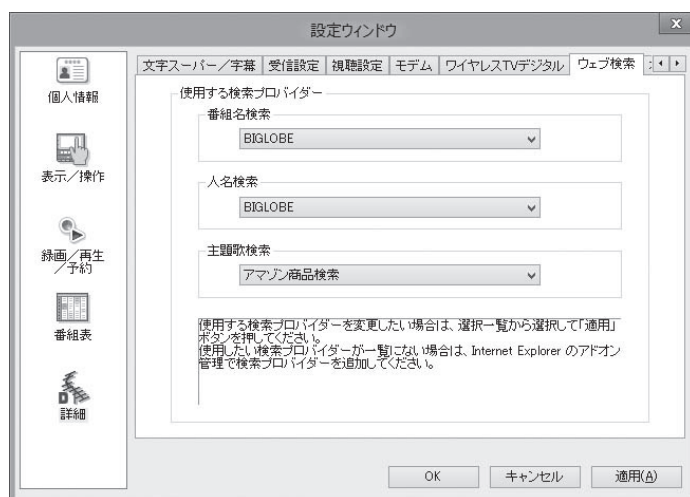 設定ウィンドウ
個人情報
表示／操作
録画／再生
／予約
番組表
詳細
文字スーパー／字幕 受信設定 視聴設定 モデム ワイヤレスTVデジタル ウェブ検索
使用する検索プロバイダー
番組名検索
BIGLOBE
人名検索
BIGLOBE
主題歌検索
アマゾン商品検索
使用する検索プロバイダーを変更したい場合は、選択一覧から選択して「適用」
ボタンを押してください。
使用したい検索プロバイダーが一覧にない場合は、Internet Explorer のアドオン
管理で検索プロバイダーを追加してください。
OK キャンセル 適用(A)